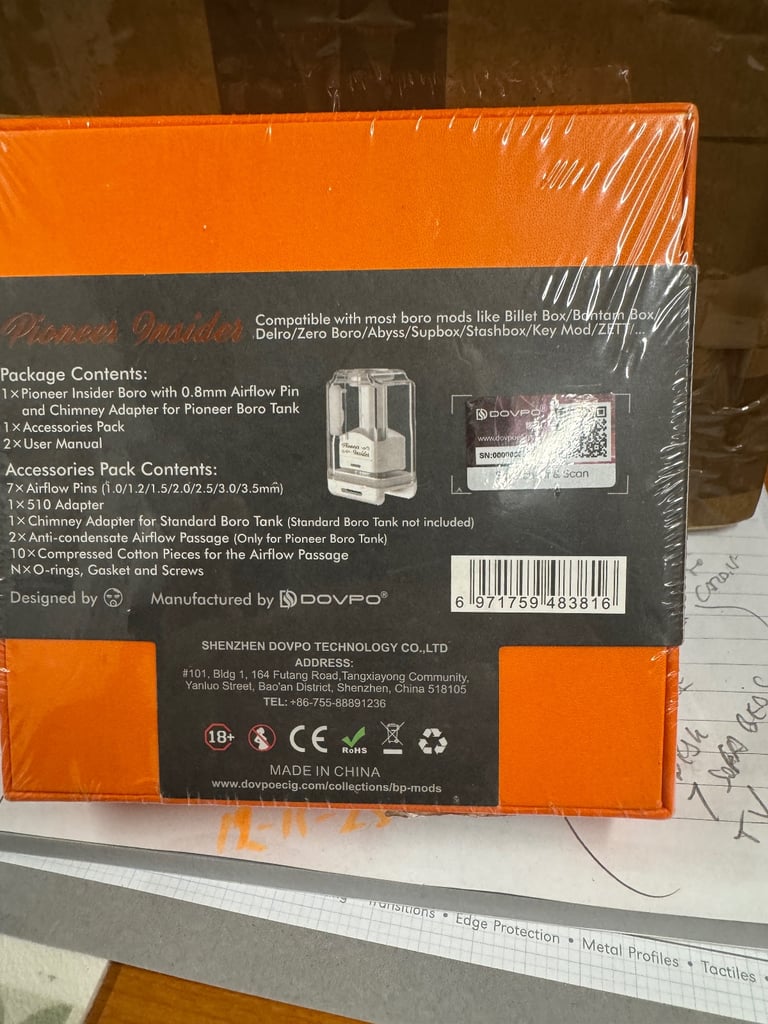 Pioneer Insider
Compatible with most boro mods like Billet Box/Bantam Box/
Delro/Zero Boro/Abyss/Supbox/Stashbox/Key Mod/ZETT/...
Package Contents:
1×Pioneer Insider Boro with 0.8mm Airflow Pin
and Chimney Adapter for Pioneer Boro Tank
1×Accessories Pack
2×User Manual
Accessories Pack Contents:
7×Airflow Pins (1.0/1.2/1.5/2.0/2.5/3.0/3.5mm)
1×510 Adapter
1×Chimney Adapter for Standard Boro Tank (Standard Boro Tank not included)
2×Anti-condensate Airflow Passage (Only for Pioneer Boro Tank)
10×Compressed Cotton Pieces for the Airflow Passage
N×O-rings, Gasket and Screws
Designed by
Manufactured by DOVPO®
Pioneer
Insider
DOVPO
& Scan
6 971759 483816
SHENZHEN DOVPO TECHNOLOGY CO.,LTD
ADDRESS:
#101, Bldg 1, 164 Futang Road,Tangxiayong Community,
Yanluo Street, Bao'an District, Shenzhen, China 518105
TEL: +86-755-88891236
18+
CE
RoHS
MADE IN CHINA
www.dovpoecig.com/collections/bp-mods
TV
Transitions • Edge Protection • Metal Profiles • Tactiles •